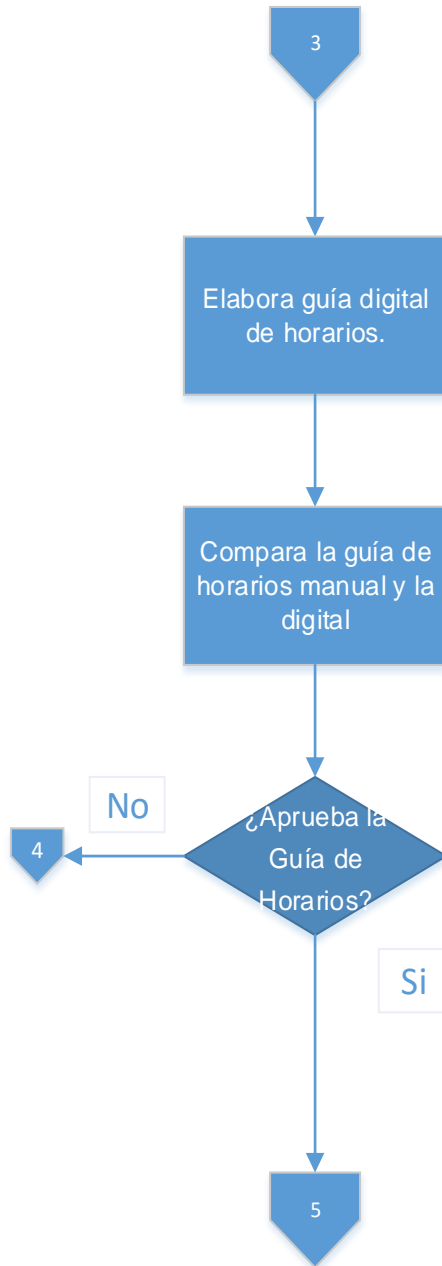 3
Elabora guía digital
de horarios.
Compara la guía de
horarios manual y la
digital
No
¿Aprueba la
Guía de
Horarios?
4
Si
5